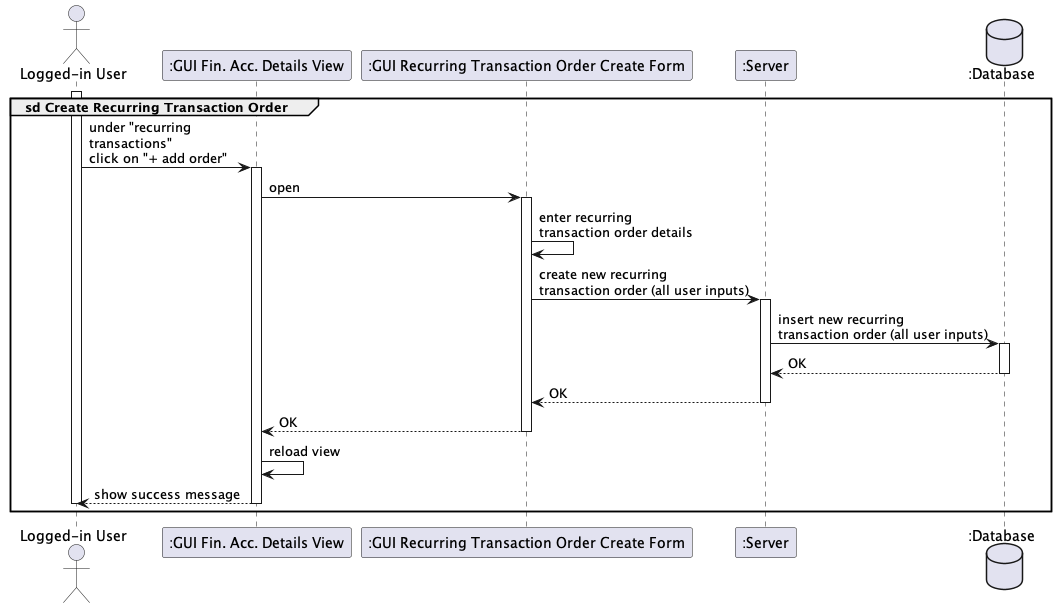 Logged-in User
:GUI Fin. Acc. Details View
:GUI Recurring Transaction Order Create Form
:Server
:Database
sd Create Recurring Transaction Order
under "recurring
transactions"
click on "+ add order"
open
enter recurring
transaction order details
create new recurring
transaction order (all user inputs)
insert new recurring
transaction order (all user inputs)
OK
OK
OK
reload view
show success message
Logged-in User
:GUI Fin. Acc. Details View
:GUI Recurring Transaction Order Create Form
:Server
:Database